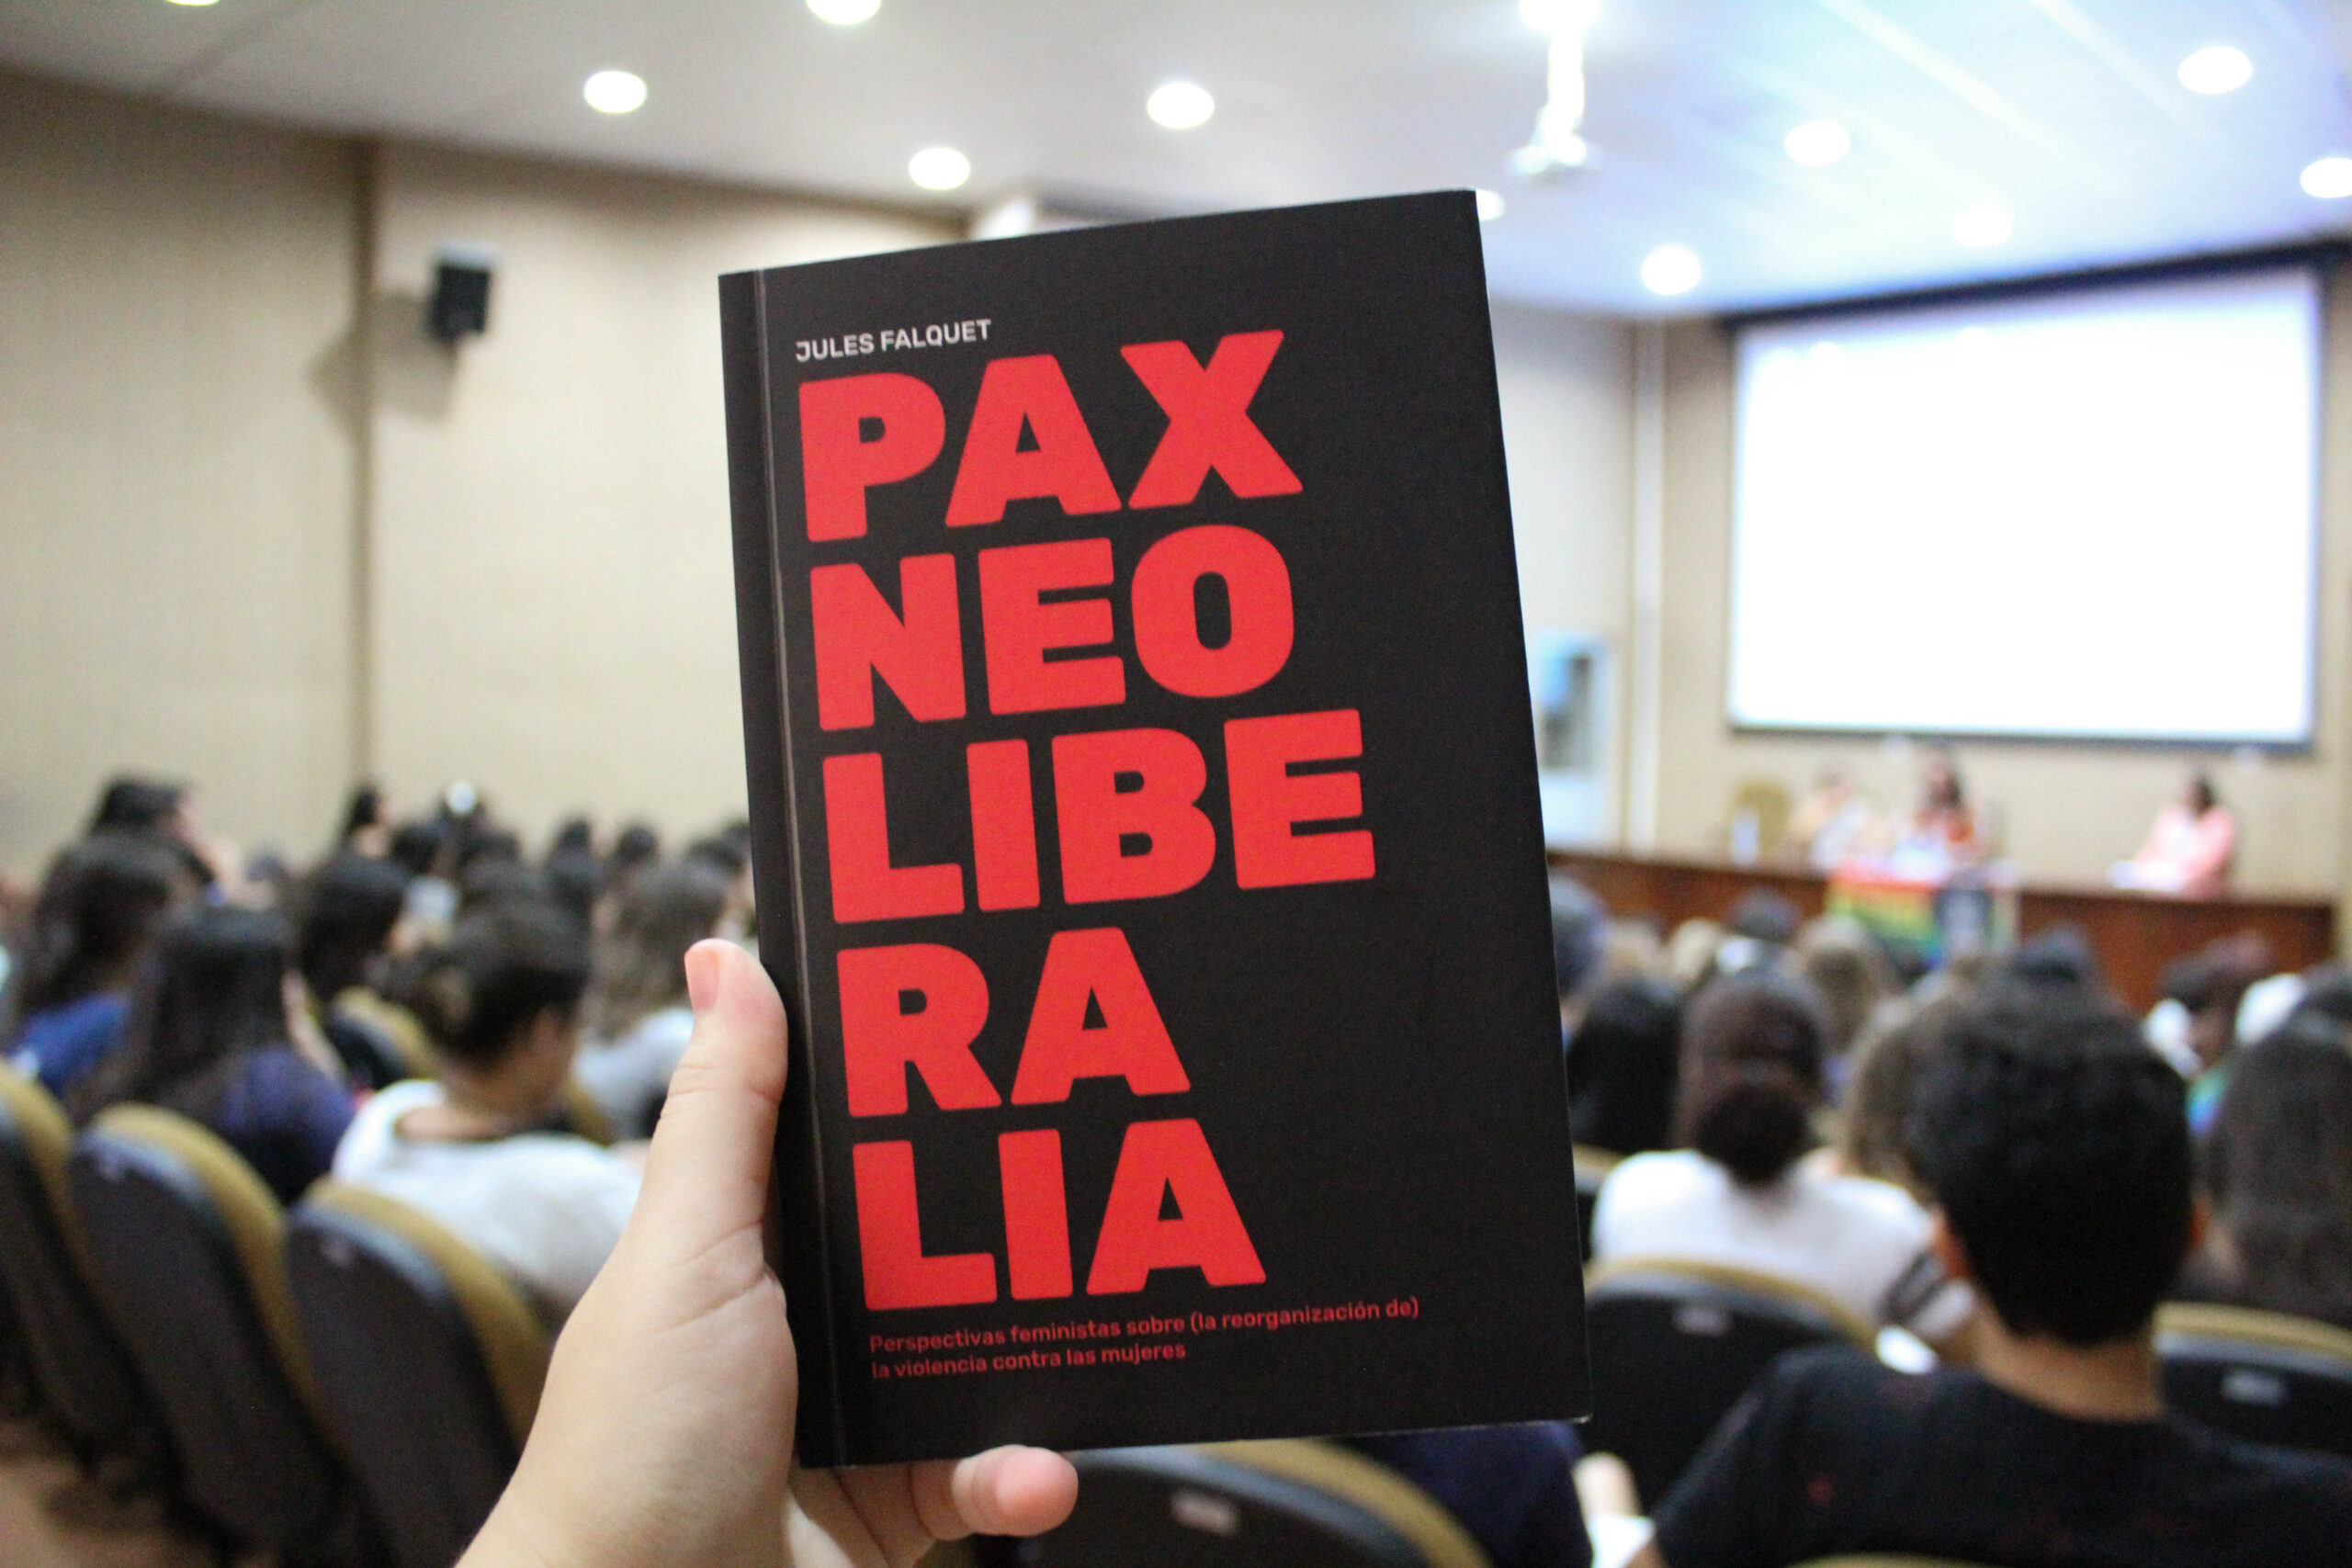 JULES FALQUET
PAX
NEO
LIBE
RA
LIA
Perspectivas feministas sobre (la reorganización de)
la violencia contra las mujeres